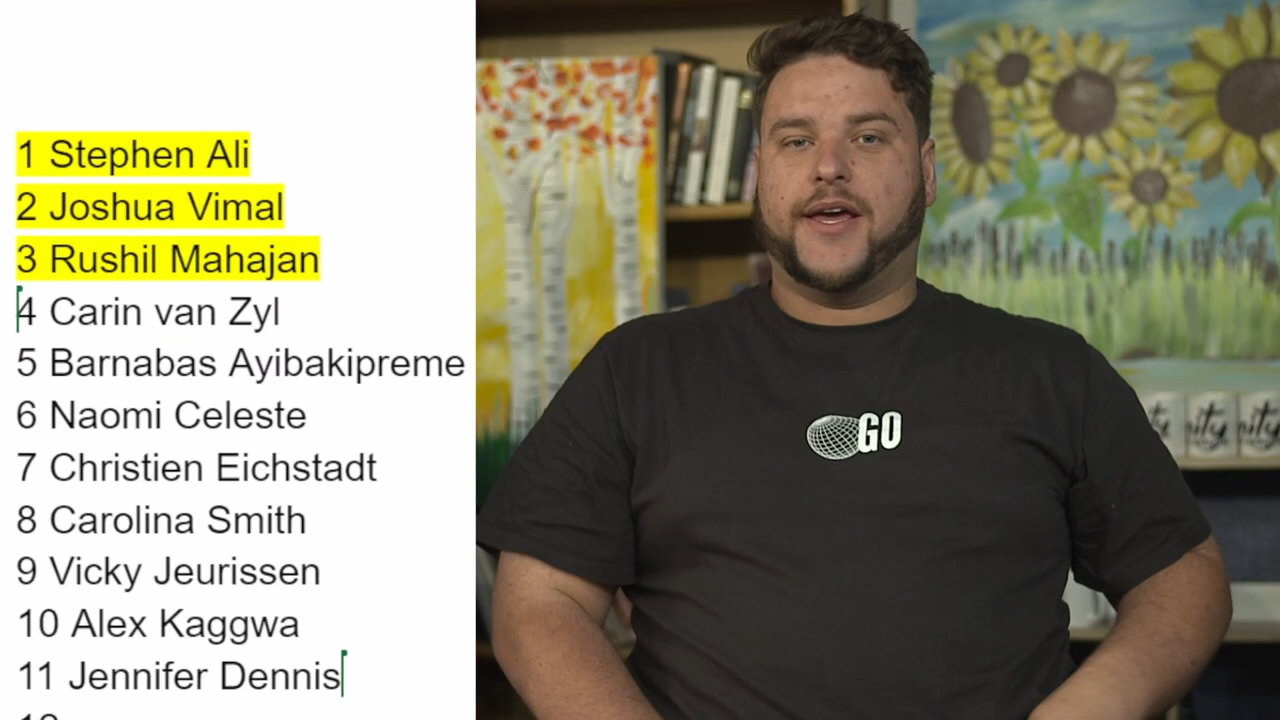 1 Stephen Ali
2 Joshua Vimal
3 Rushil Mahajan
4 Carin van Zyl
5 Barnabas Ayibakipreme
6 Naomi Celeste
7 Christien Eichstadt
8 Carolina Smith
9 Vicky Jeurissen
10 Alex Kaggwa
11 Jennifer Dennis
GO